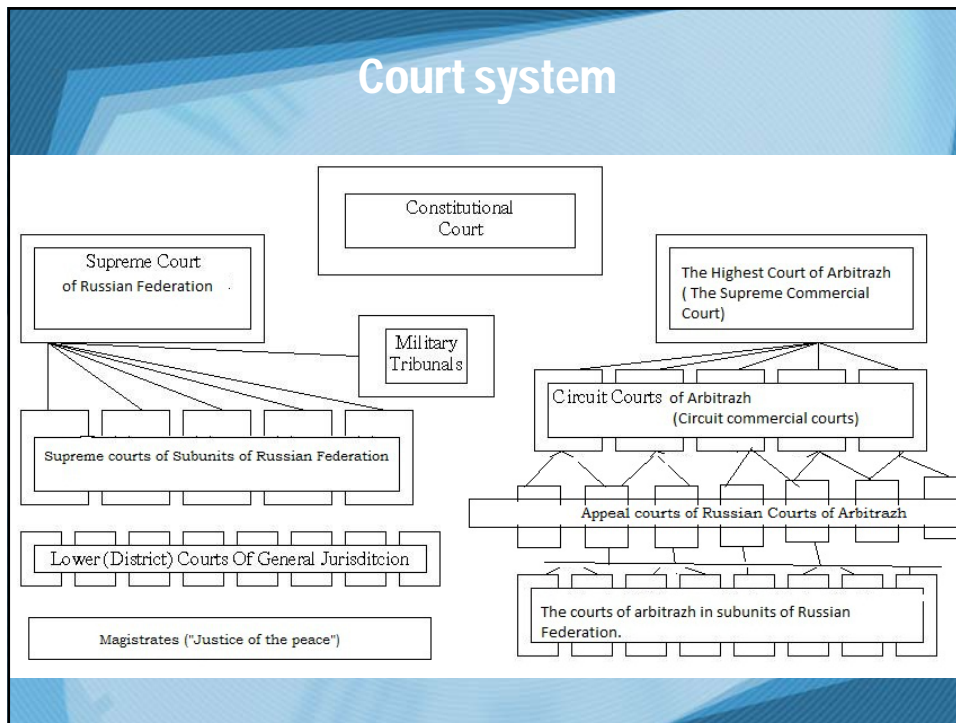 Court system
Constitutional
Court
Supreme Court
of Russian Federation .
The Highest Court of Arbitrazh
( The Supreme Commercial
Court)
Military
Tribunals
Circuit Courts of Arbitrazh
(Circuit commercial courts)
Supreme courts of Subunits of Russian Federation
Appeal courts of Russian Courts of Arbitrazh
Lower (District) Courts Of General Jurisditcion
The courts of arbitrazh in subunits of Russian
Federation.
Magistrates ("Justice of the peace")